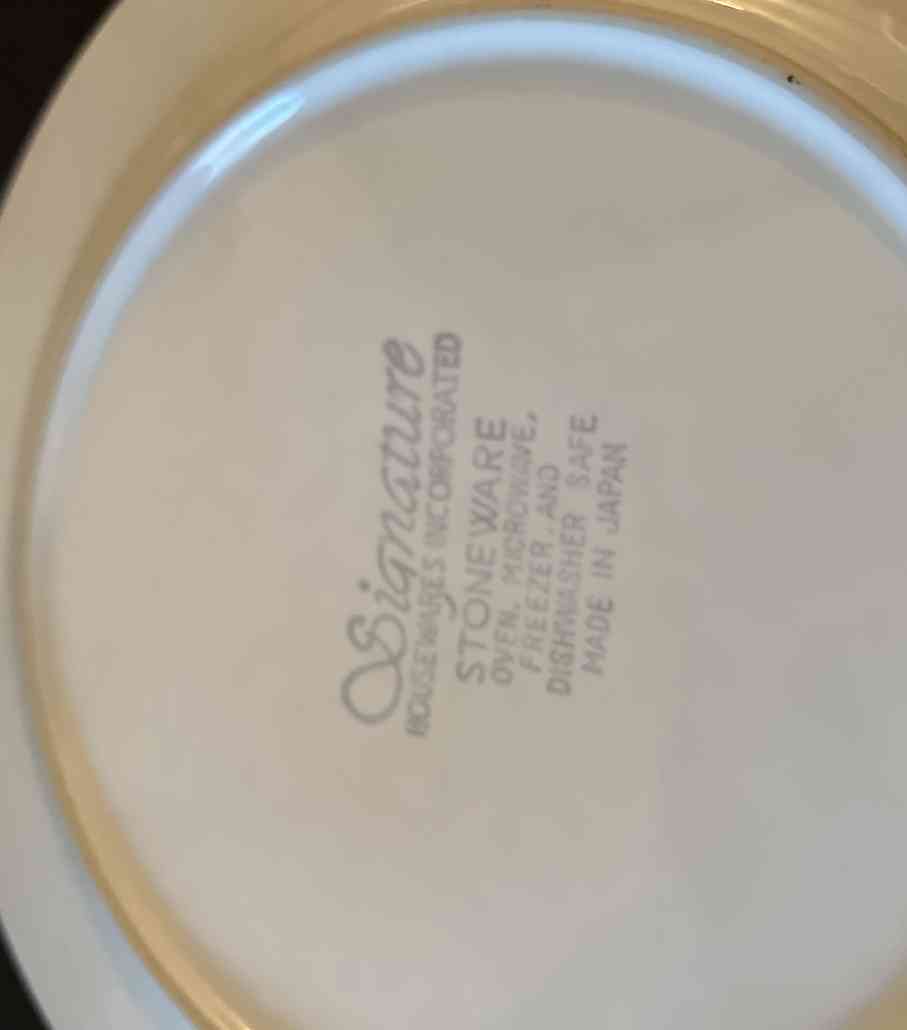 Signature
HOUSEWARES INCORPORATED
STONEWARE
OVEN, MICROWAVE,
FREEZER, AND
DISHWASHER SAFE
MADE IN JAPAN